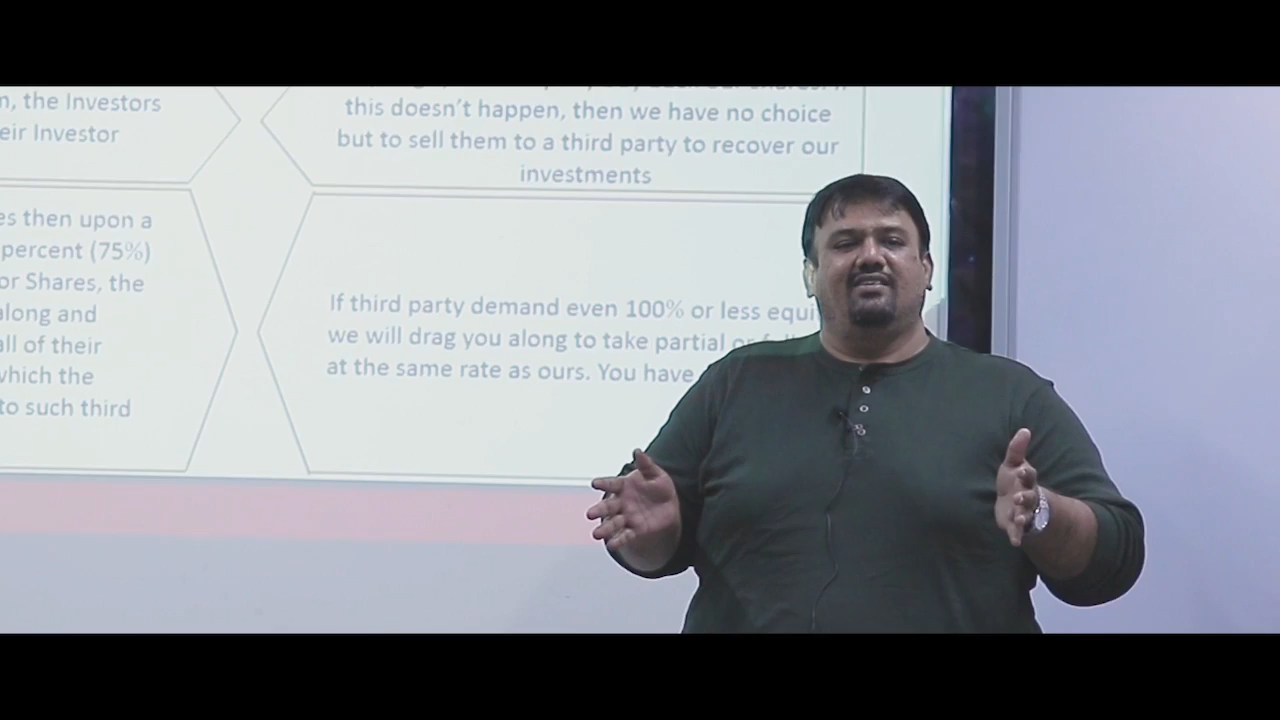 m, the Investors
eir Investor
this doesn't happen, then we have no choice
but to sell them to a third party to recover our
investments
es then upon a
percent (75%)
or Shares, the
along and
all of their
which the
to such third
If third party demand even 100% or less equi
we will drag you along to take partial or
at the same rate as ours. You have